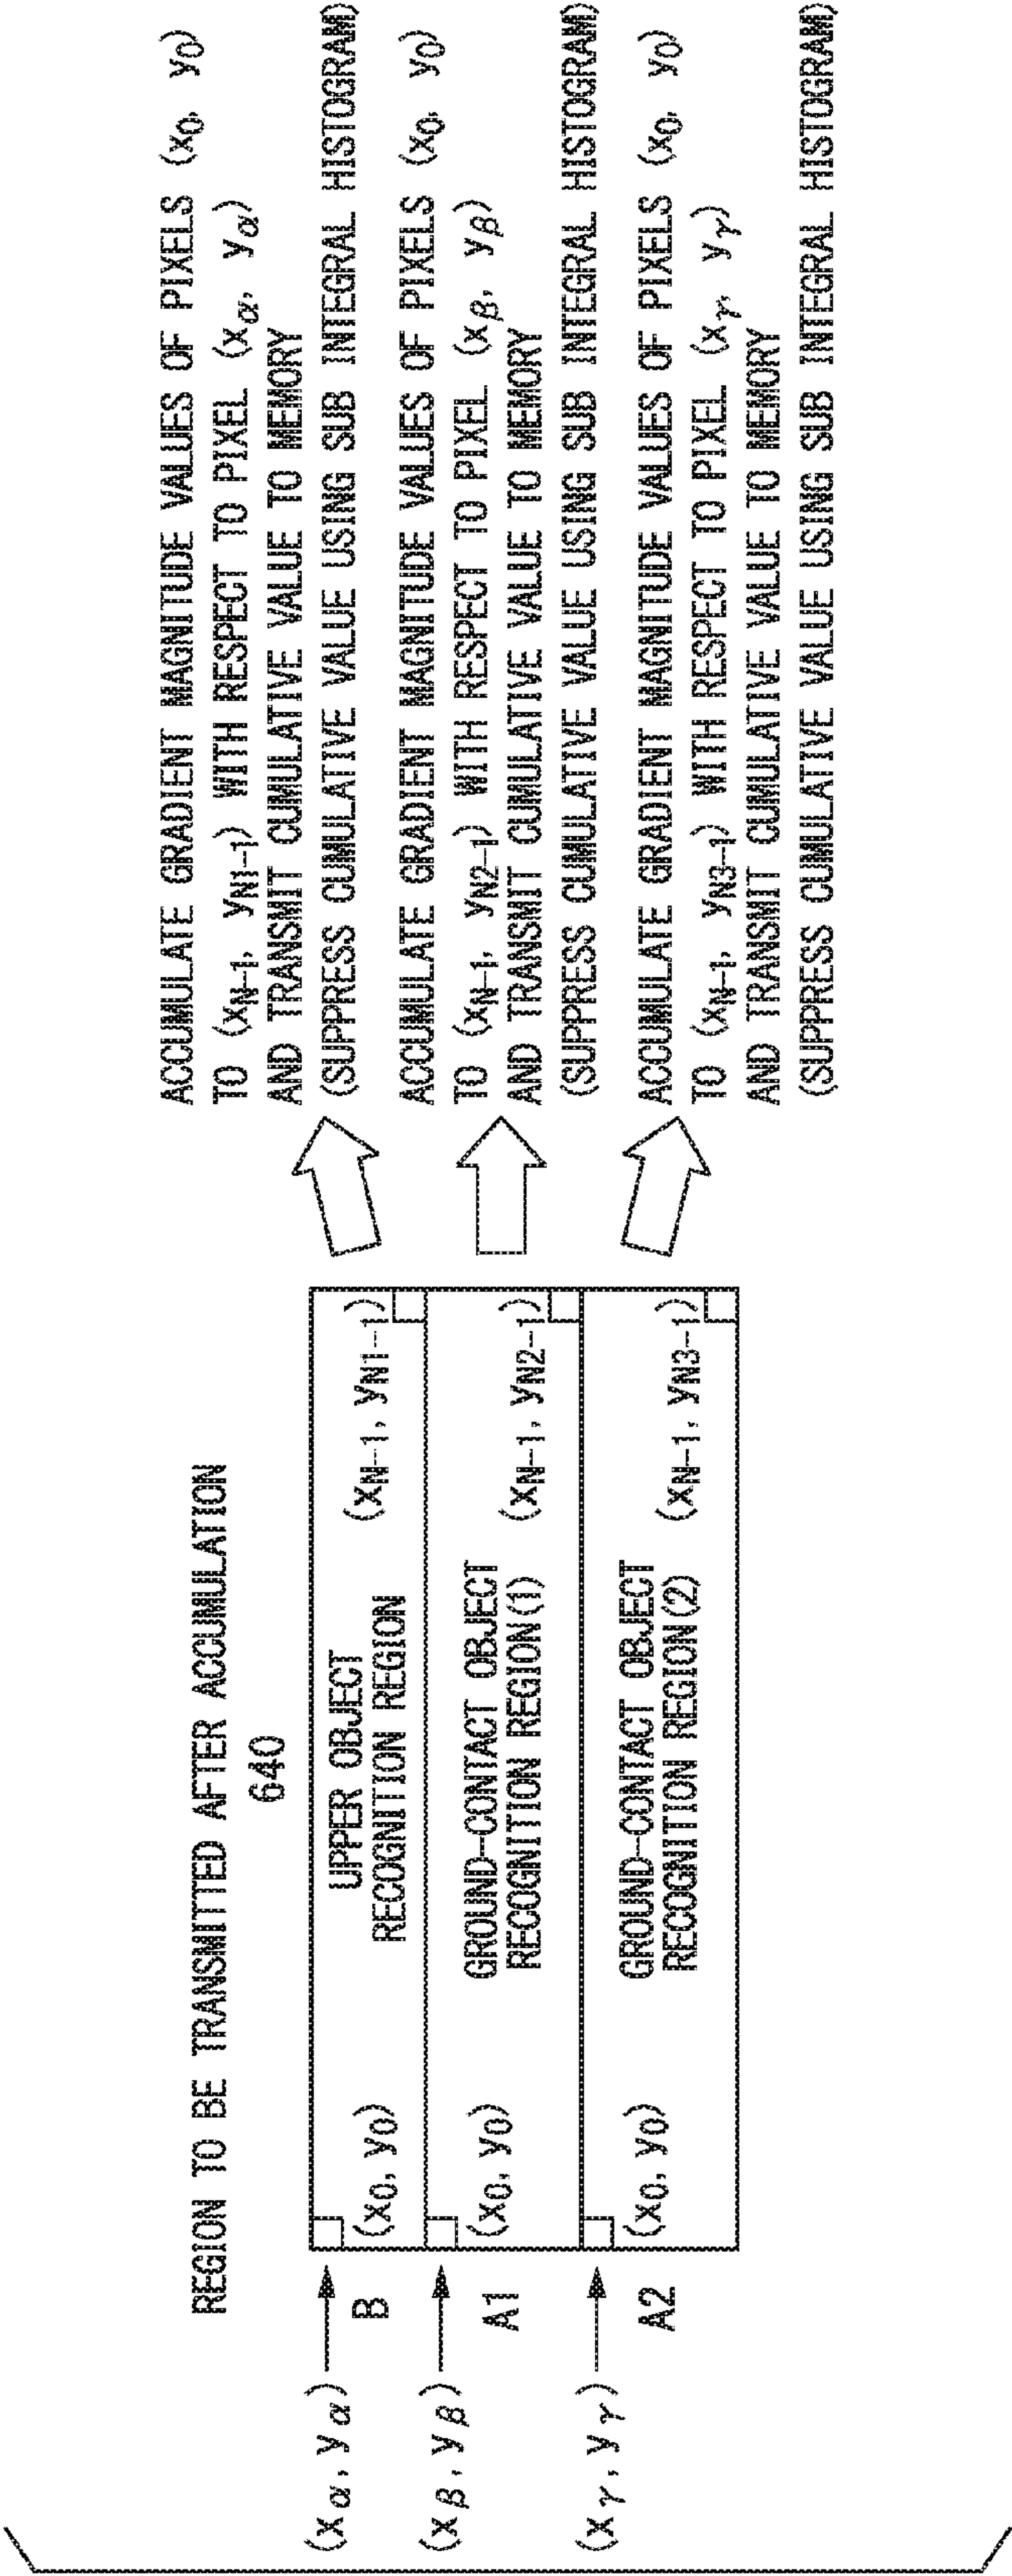 REGION TO BE TRANSMITTED AFTER ACCUMULATION
640
(xα, yα)
B
(x0, y0)
UPPER OBJECT
RECOGNITION REGION
(xN-1, yN1-1)
(xβ, yβ)
A1
(x0, y0)
GROUND-CONTACT OBJECT
RECOGNITION REGION(1)
(xN-1, yN2-1)
(xγ, yγ)
A2
(x0, y0)
GROUND-CONTACT OBJECT
RECOGNITION REGION(2)
(xN-1, yN3-1)
ACCUMULATE GRADIENT MAGNITUDE VALUES OF PIXELS (x0, y0)
TO (xN-1, yN1-1) WITH RESPECT TO PIXEL (xα, yα)
AND TRANSMIT CUMULATIVE VALUE TO MEMORY
(SUPPRESS CUMULATIVE VALUE USING SUB INTEGRAL HISTOGRAM)
ACCUMULATE GRADIENT MAGNITUDE VALUES OF PIXELS (x0, y0)
TO (xN-1, yN2-1) WITH RESPECT TO PIXEL (xβ, yβ)
AND TRANSMIT CUMULATIVE VALUE TO MEMORY
(SUPPRESS CUMULATIVE VALUE USING SUB INTEGRAL HISTOGRAM)
ACCUMULATE GRADIENT MAGNITUDE VALUES OF PIXELS (x0, y0)
TO (xN-1, yN3-1) WITH RESPECT TO PIXEL (xγ, yγ)
AND TRANSMIT CUMULATIVE VALUE TO MEMORY
(SUPPRESS CUMULATIVE VALUE USING SUB INTEGRAL HISTOGRAM)